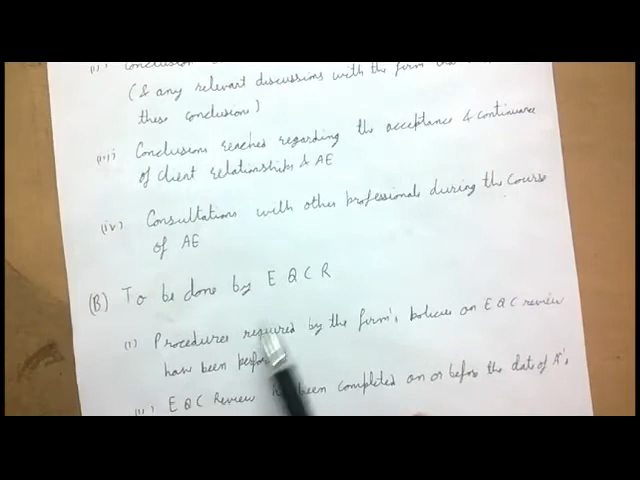 (& any relevant discussions with the firm
these conclusion)
(iii) Conclusions reached regarding the acceptance & continuance
of client relationships & AE
(iv) Consultations with other professionals during the course
of AE
(B) To be done by E Q C R
(i) Procedures required by the firm's policies on E Q C review
have been
E Q C Review been completed on or before the date of A's